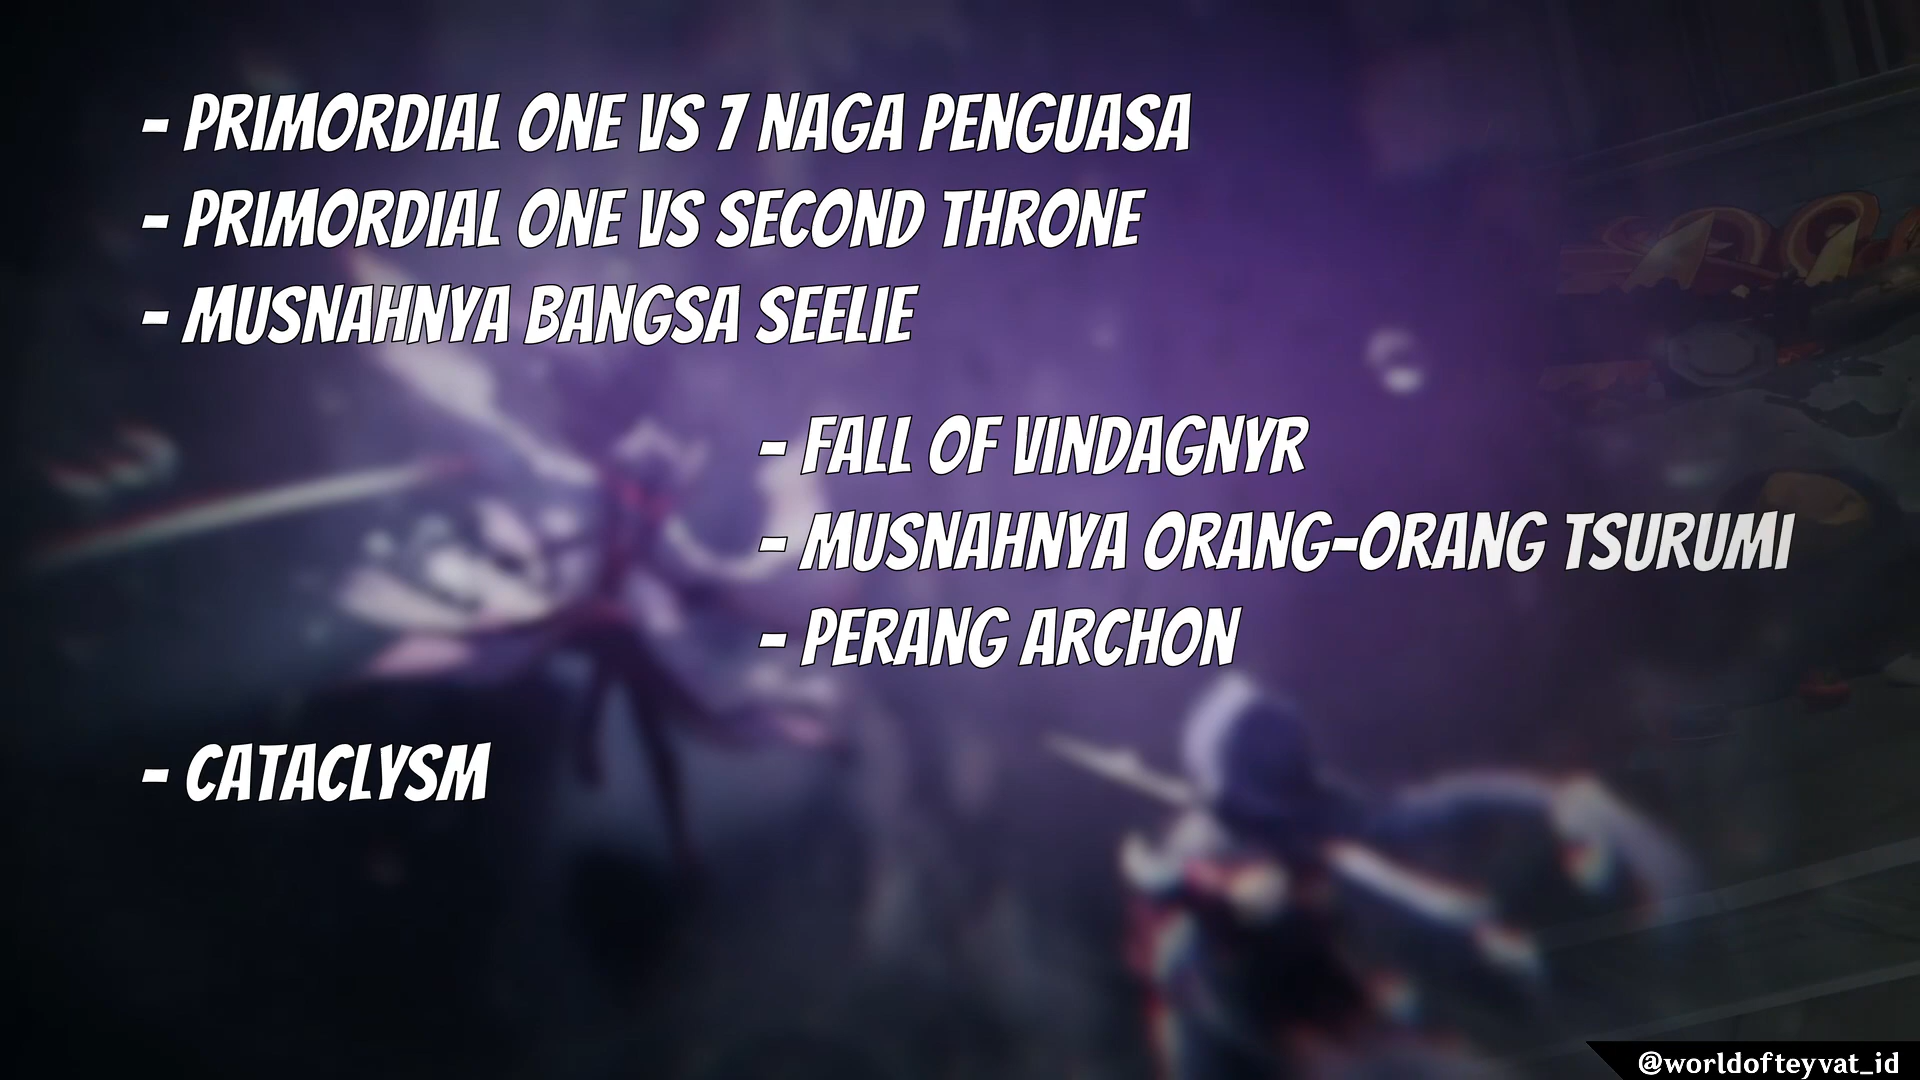 - PRIMORDIAL ONE VS 7 NAGA PENGUASA
- PRIMORDIAL ONE VS SECOND THRONE
- MUSNAHNYA BANGSA SEELIE
- FALL OF VINDAGNYR
- MUSNAHNYA ORANG-ORANG TSURUMI
- PERANG ARCHON
- CATACLYSM
@worldofteyvat_id